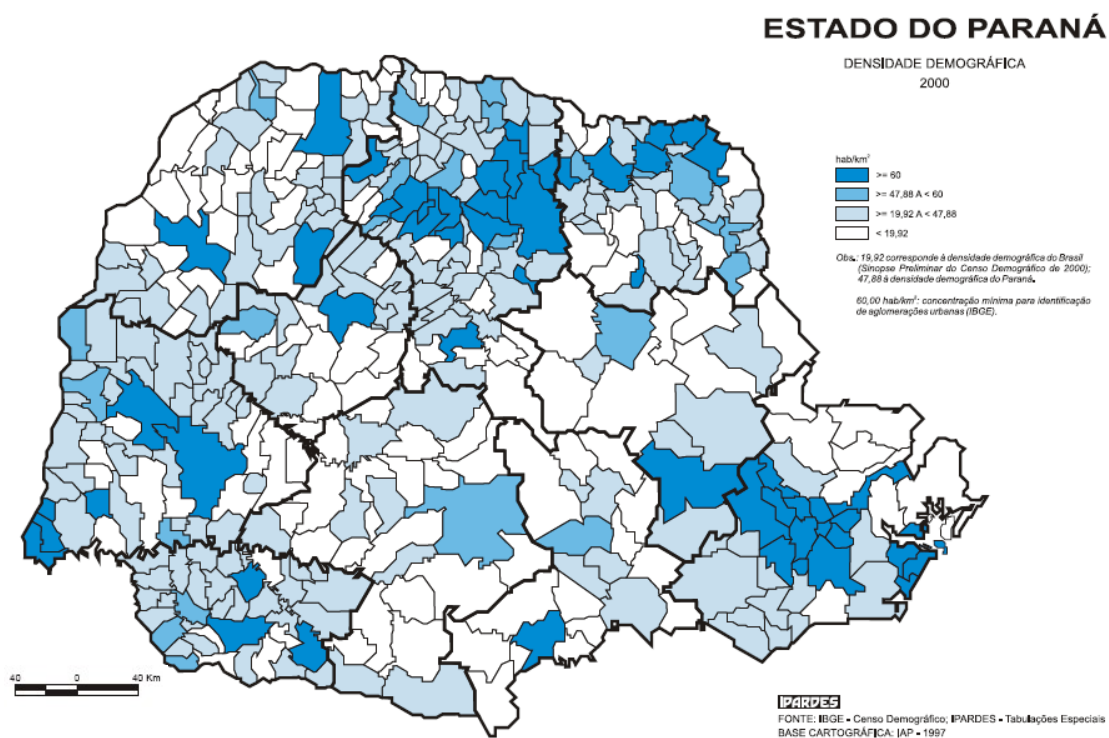 ESTADO DO PARANÁ
DENSIDADE DEMOGRÁFICA
2000
hab/km²
>= 60
>= 47,88 A < 60
>= 19,92 A < 47,88
< 19,92
Obs.: 19,92 corresponde à densidade demográfica do Brasil
(Sinopse Preliminar do Censo Demográfico de 2000);
47,88 à densidade demográfica do Paraná.
60,00 hab/km²: concentração mínima para identificação
de aglomerações urbanas (IBGE).
40 0 40 Km
IPARDES
FONTE: IBGE - Censo Demográfico; IPARDES - Tabulações Especiais
BASE CARTOGRÁFICA: IAP - 1997